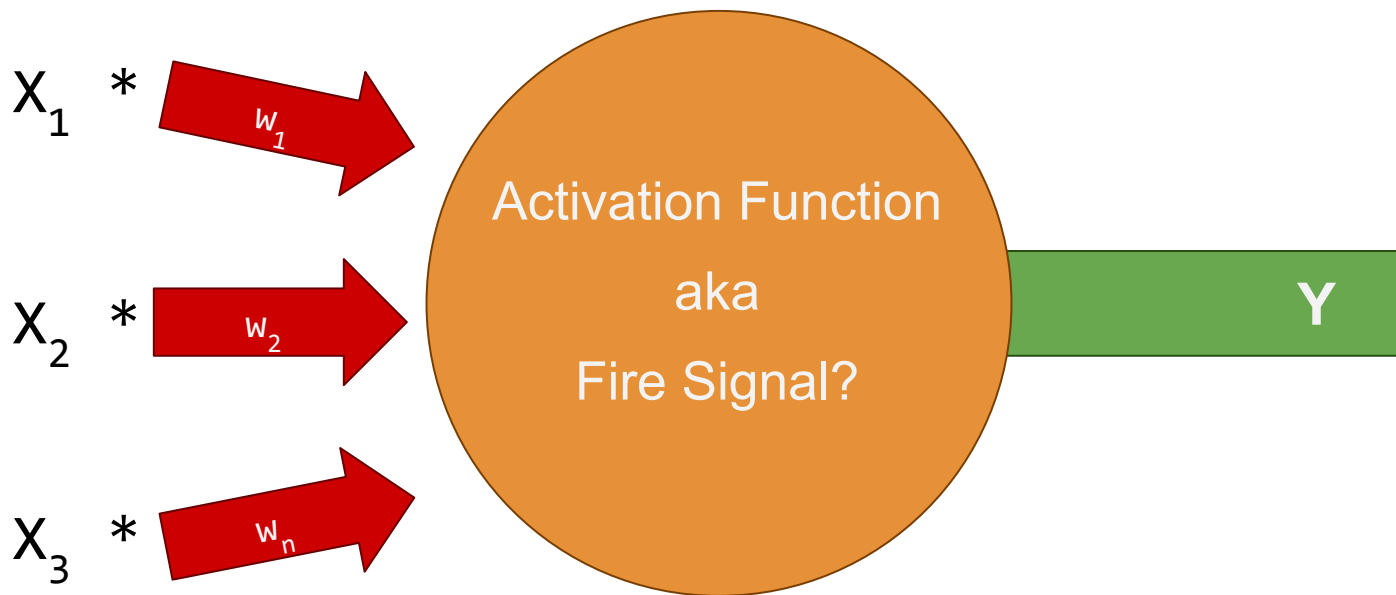 X₁ * w₁
Activation Function
aka
Fire Signal?
X₂ * w₂
Y
X₃ * wₙ